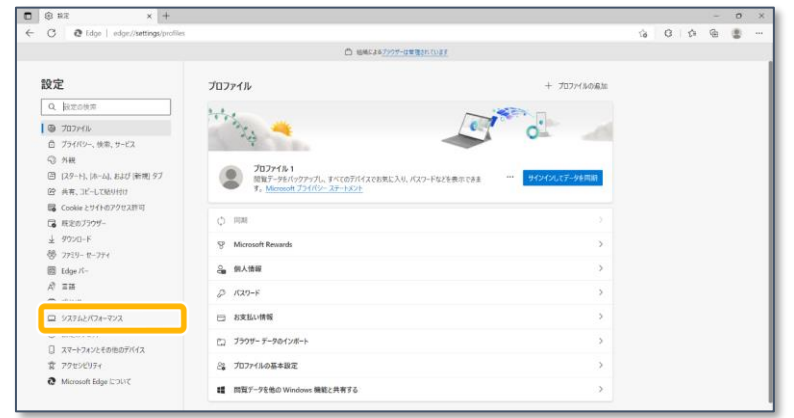 設定
Edge | edge://settings/profiles
組織によるブラウザーは管理されています
設定
設定の検索
プロファイル
プライバシー、検索、サービス
外観
[スタート]、[ホーム]、および [新規] タブ
共有、コピーして貼り付け
Cookie とサイトのアクセス許可
既定のブラウザー
ダウンロード
ファミリー セーフティ
Edge バー
言語
システムとパフォーマンス
スマートフォンとその他のデバイス
アクセシビリティ
Microsoft Edge について
プロファイル
+ プロファイルの追加
プロファイル 1
閲覧データをバックアップし、すべてのデバイスでお気に入り、パスワードなどを表示できま
す。Microsoft プライバシー ステートメント
サインインしてデータを同期
同期
Microsoft Rewards
個人情報
パスワード
お支払い情報
ブラウザー データのインポート
プロファイルの基本設定
閲覧データを他の Windows 機能と共有する